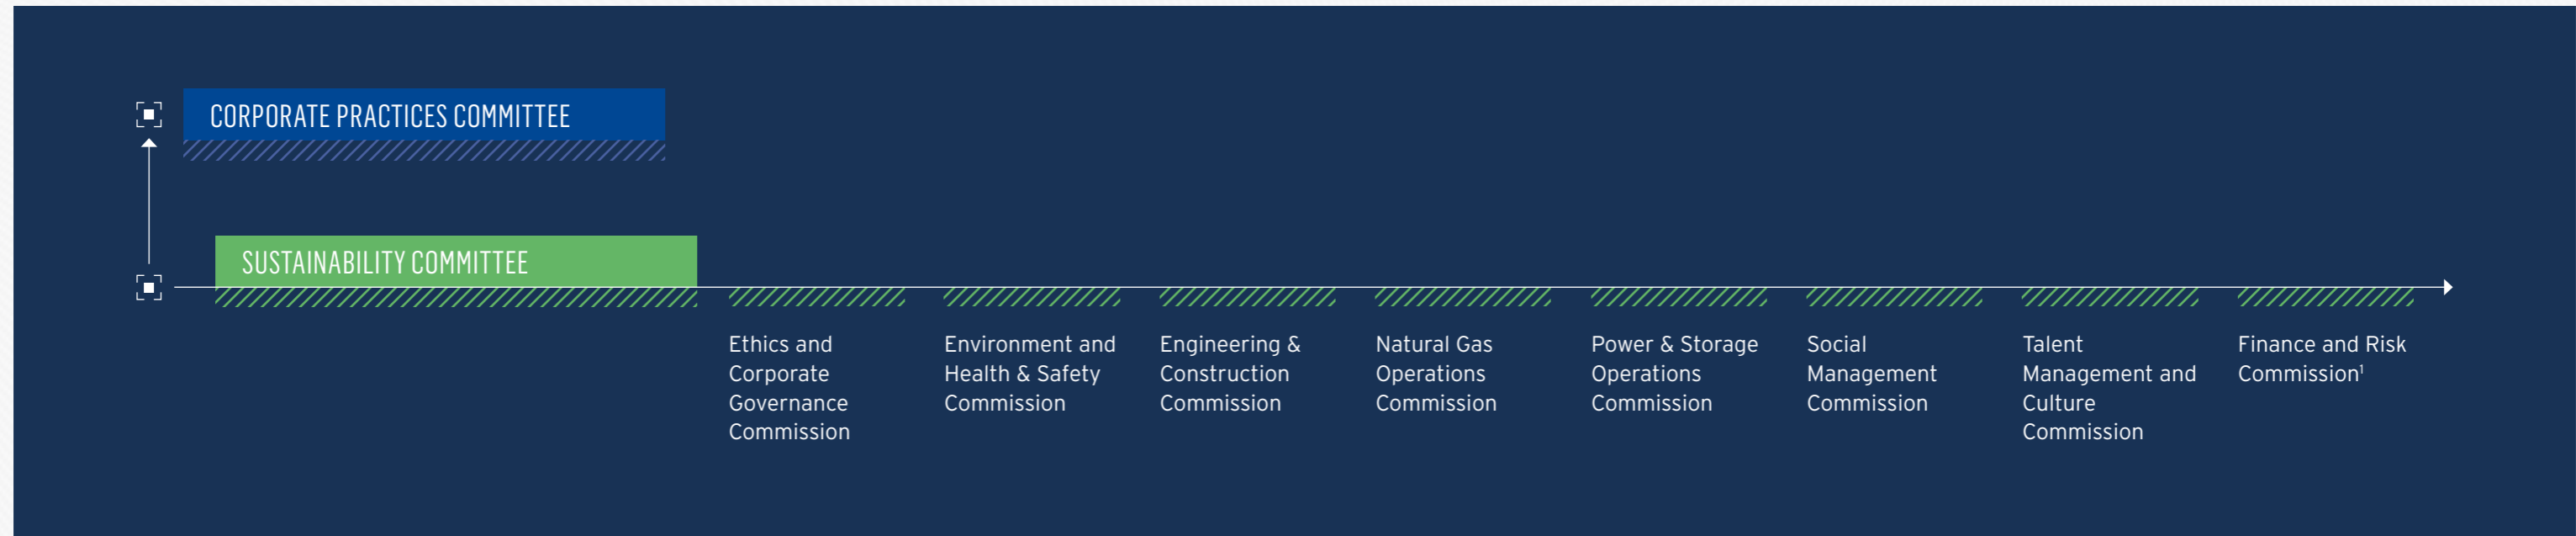 CORPORATE PRACTICES COMMITTEE
SUSTAINABILITY COMMITTEE
Ethics and
Corporate
Governance
Commission
Environment and
Health & Safety
Commission
Engineering &
Construction
Commission
Natural Gas
Operations
Commission
Power & Storage
Operations
Commission
Social
Management
Commission
Talent
Management and
Culture
Commission
Finance and Risk
Commission¹